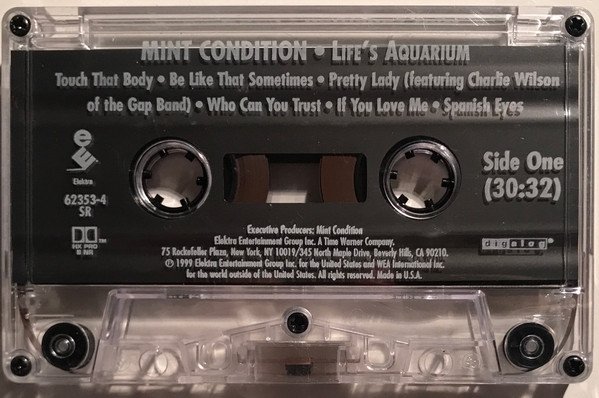 MINT CONDITION • LIFE'S AQUARIUM
Touch That Body • Be Like That Sometimes • Pretty Lady (featuring Charlie Wilson
of the Gap Band) • Who Can You Trust • If You Love Me • Spanish Eyes
Elektra
62353-4
SR
HX PRO
B NR
Side One
(30:32)
digalog
Executive Producers: Mint Condition
Elektra Entertainment Group Inc. A Time Warner Company.
75 Rockefeller Plaza, New York, NY 10019/345 North Maple Drive, Beverly Hills, CA 90210.
℗© 1999 Elektra Entertainment Group Inc. for the United States and WEA International Inc.
for the world outside of the United States. All rights reserved. Made in U.S.A.